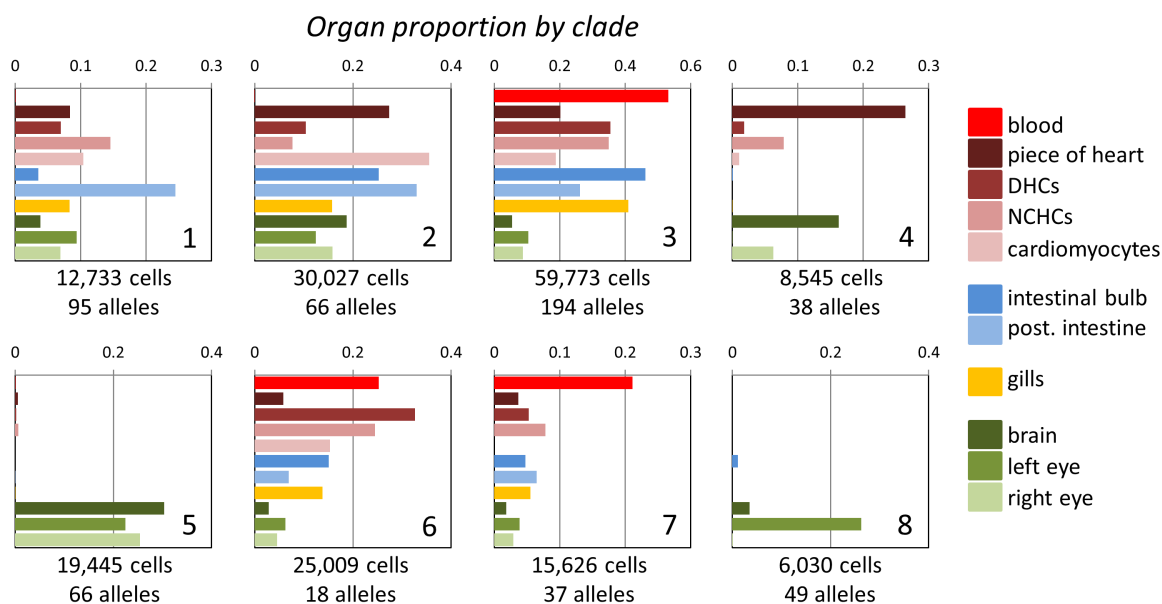 Organ proportion by clade
0 0.1 0.2 0.3
0 0.2 0.4
0 0.2 0.4 0.6
0 0.1 0.2 0.3
1
2
3
4
12,733 cells
95 alleles
30,027 cells
66 alleles
59,773 cells
194 alleles
8,545 cells
38 alleles
0 0.2 0.4
0 0.2 0.4
0 0.1 0.2 0.3
0 0.2 0.4
5
6
7
8
19,445 cells
66 alleles
25,009 cells
18 alleles
15,626 cells
37 alleles
6,030 cells
49 alleles
blood
piece of heart
DHCs
NCHCs
cardiomyocytes
intestinal bulb
post. intestine
gills
brain
left eye
right eye